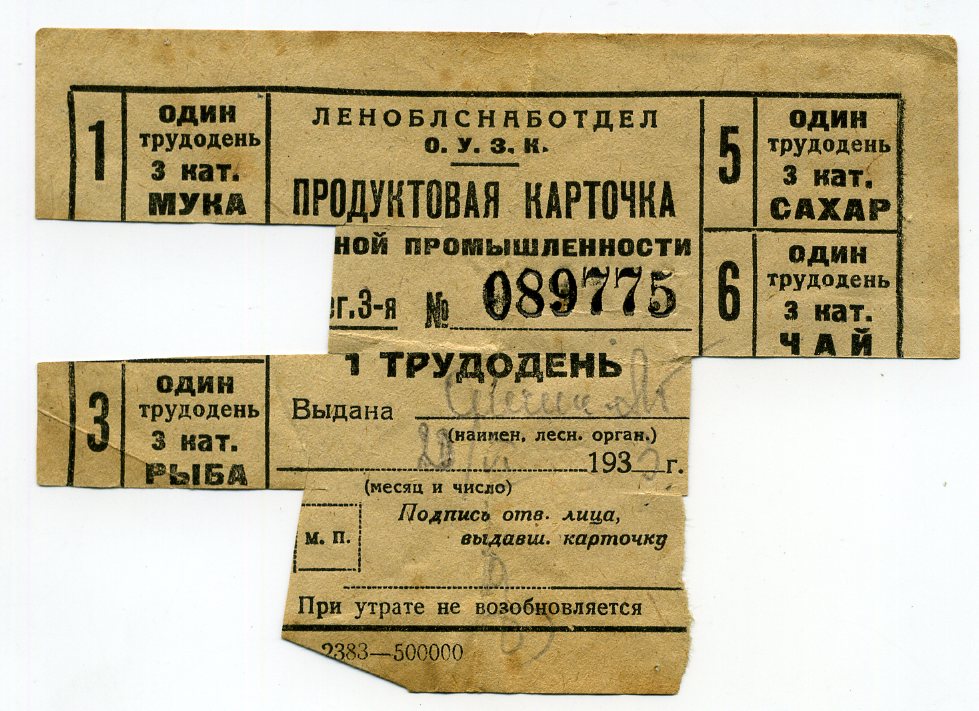 1
ОДИН
трудодень
3 кат.
МУКА
ЛЕНОБЛСНАБОТДЕЛ
О. У. З. К.
ПРОДУКТОВАЯ КАРТОЧКА
НОЙ ПРОМЫШЛЕННОСТИ
ег. 3-я № 089775
1 ТРУДОДЕНЬ
Выдана
(наимен. лесн. орган.)
20 VI 193 г.
(месяц и число)
Подпись отв. лица,
выдавш. карточку
М. П.
При утрате не возобновляется
2383—500000
5
ОДИН
трудодень
3 кат.
САХАР
6
ОДИН
трудодень
3 кат.
ЧАЙ
3
ОДИН
трудодень
3 кат.
РЫБА